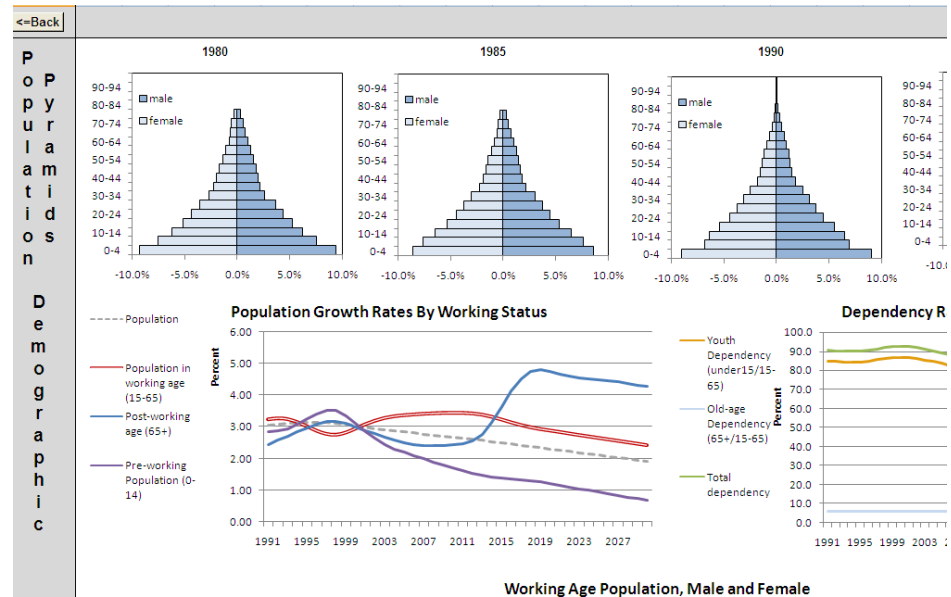 <=Back
Population Pyramids
Demographic
1980
90-94
80-84
70-74
60-64
50-54
40-44
30-34
20-24
10-14
0-4
male
female
-10.0% -5.0% 0.0% 5.0% 10.0%
1985
90-94
80-84
70-74
60-64
50-54
40-44
30-34
20-24
10-14
0-4
male
female
-10.0% -5.0% 0.0% 5.0% 10.0%
1990
90-94
80-84
70-74
60-64
50-54
40-44
30-34
20-24
10-14
0-4
male
female
-10.0% -5.0% 0.0% 5.0% 10.0%
90-94
80-84
70-74
60-64
50-54
40-44
30-34
20-24
10-14
0-4
-10.0
Population Growth Rates By Working Status
Population
Population in
working age
(15-65)
Post-working
age (65+)
Pre-working
Population (0-
14)
Percent
6.00
5.00
4.00
3.00
2.00
1.00
0.00
1991 1995 1999 2003 2007 2011 2015 2019 2023 2027
Dependency R
Youth
Dependency
(under15/15-
65)
Old-age
Dependency
(65+/15-65)
Total
dependency
Percent
100.0
90.0
80.0
70.0
60.0
50.0
40.0
30.0
20.0
10.0
0.0
1991 1995 1999 2003
Working Age Population, Male and Female